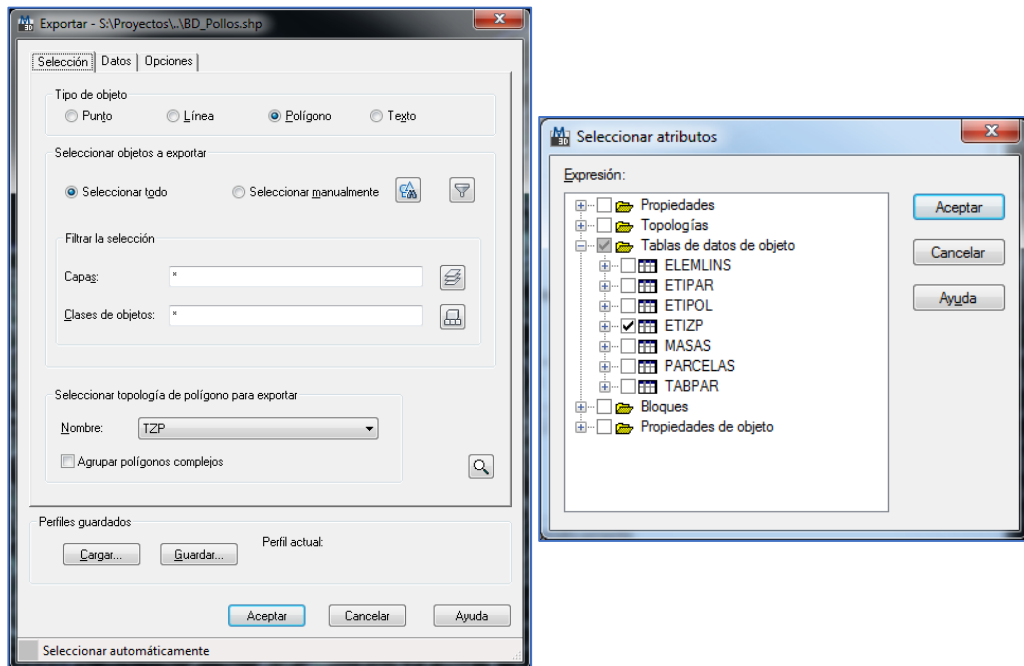 Exportar - S:\Proyectos\..\BD_Pollos.shp
Selección Datos Opciones
Tipo de objeto
Punto Línea Polígono Texto
Seleccionar objetos a exportar
Seleccionar todo Seleccionar manualmente
Filtrar la selección
Capas: *
Clases de objetos: *
Seleccionar topología de polígono para exportar
Nombre: TZP
Agrupar polígonos complejos
Perfiles guardados
Cargar... Guardar... Perfil actual:
Aceptar Cancelar Ayuda
Seleccionar automáticamente
Seleccionar atributos
Expresión:
Propiedades
Topologías
Tablas de datos de objeto
ELEMLINS
ETIPAR
ETIPOL
ETIZP
MASAS
PARCELAS
TABPAR
Bloques
Propiedades de objeto
Aceptar
Cancelar
Ayuda